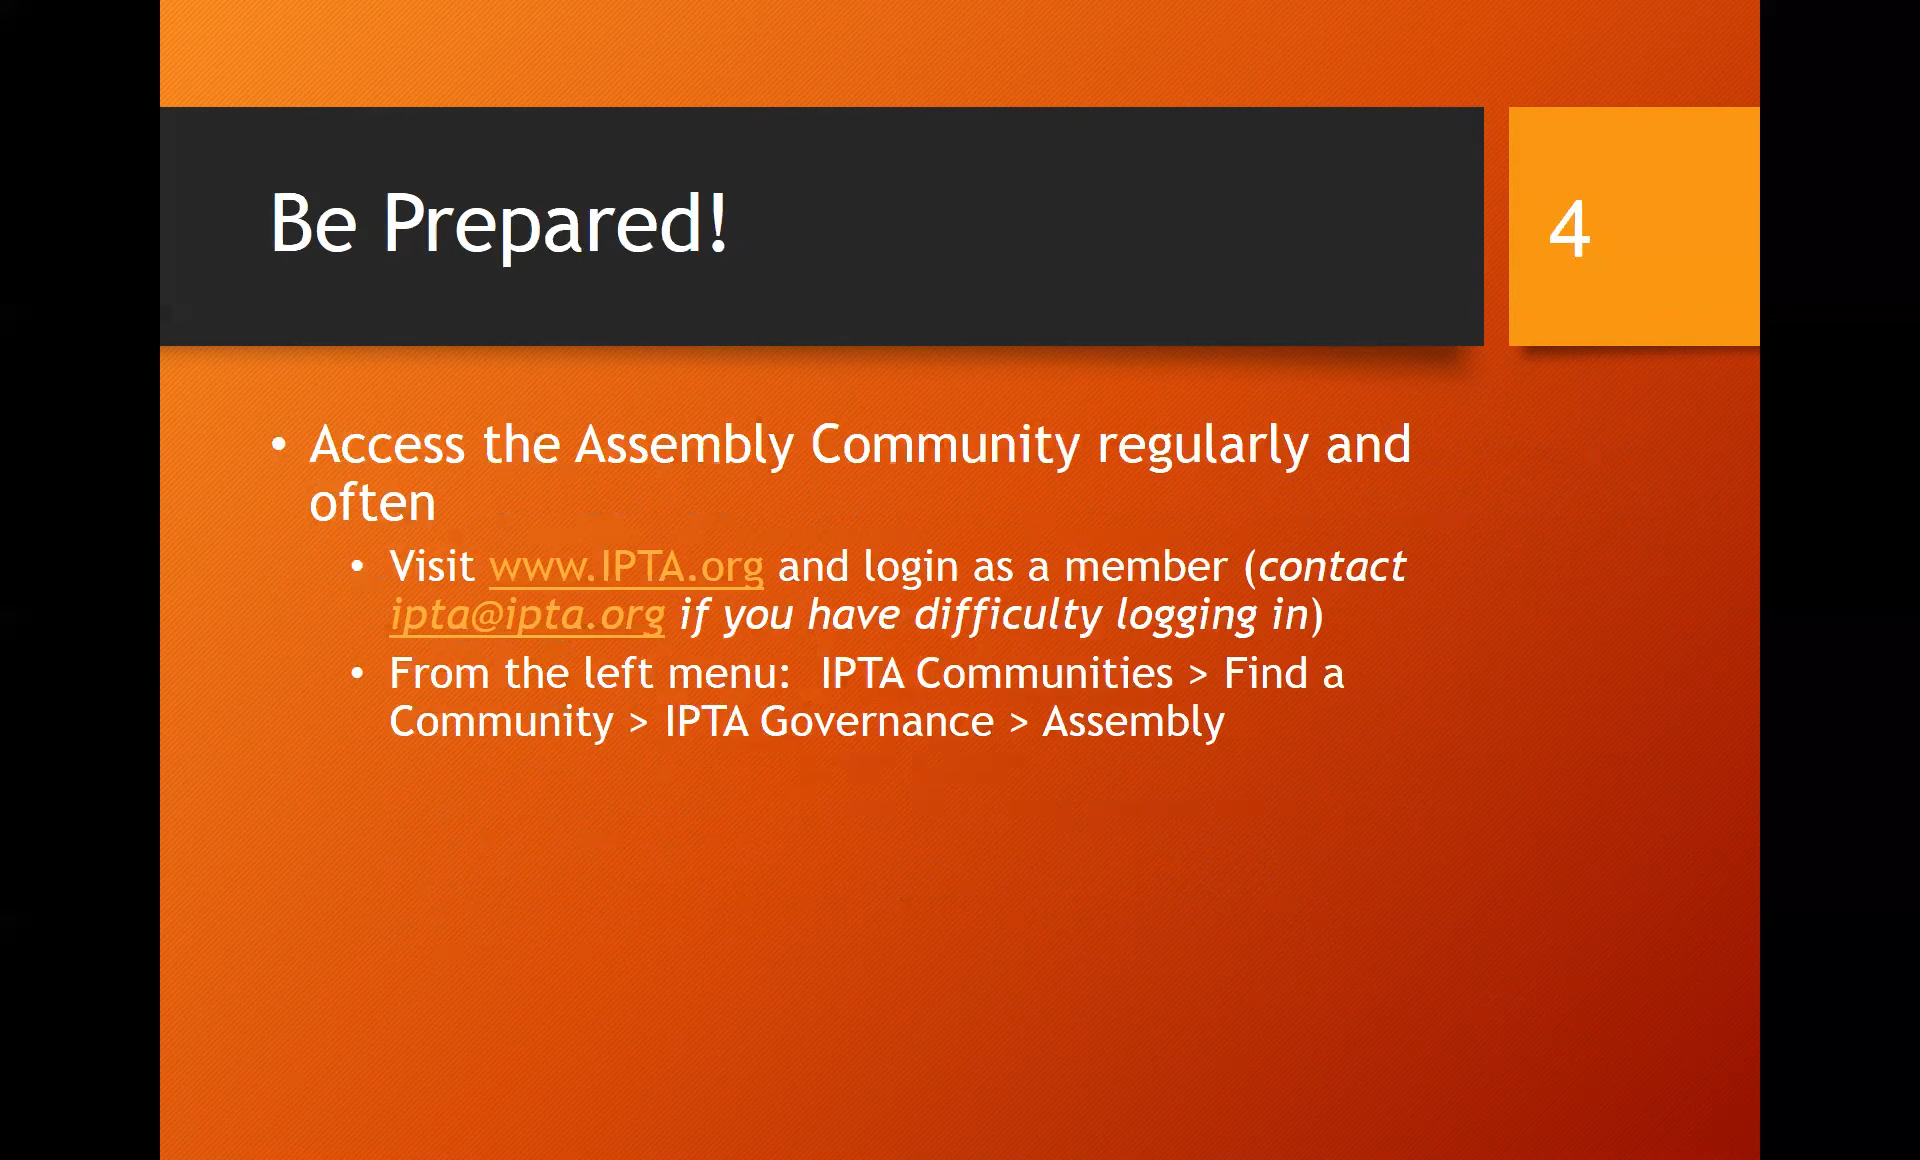 Be Prepared!
4
• Access the Assembly Community regularly and
often
• Visit www.IPTA.org and login as a member (contact
ipta@ipta.org if you have difficulty logging in)
• From the left menu:  IPTA Communities > Find a
Community > IPTA Governance > Assembly